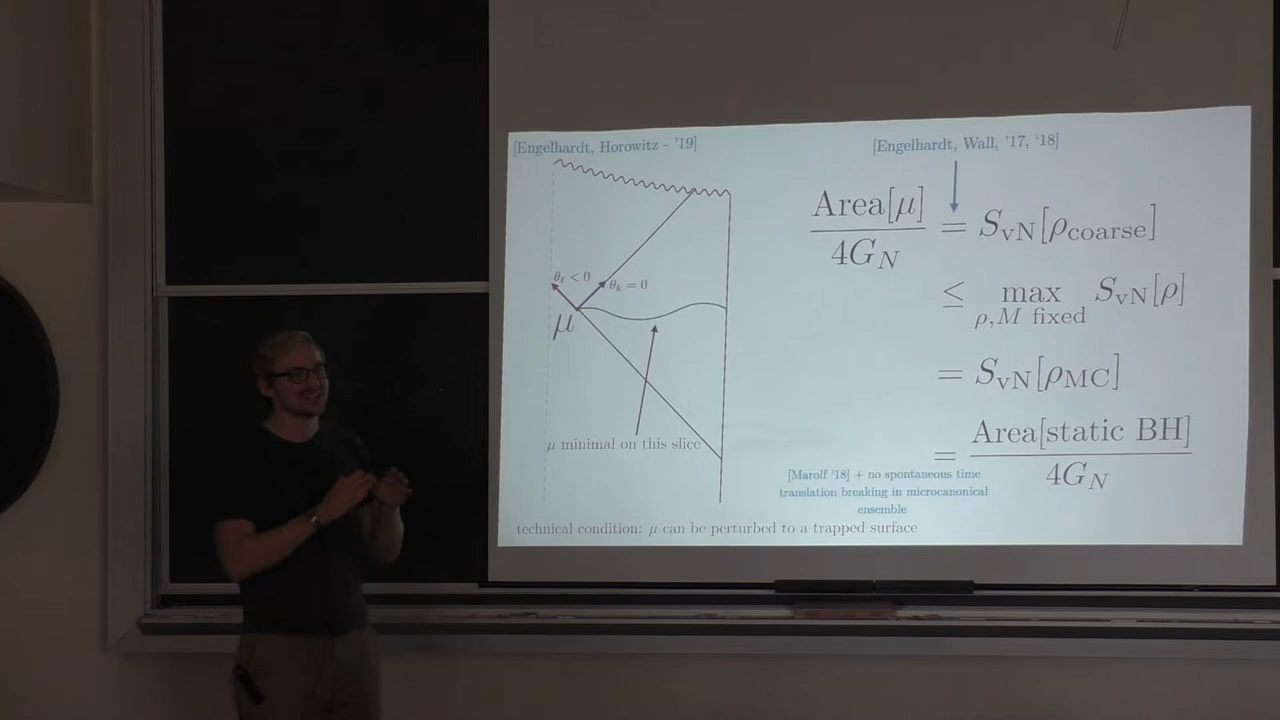 [Engelhardt, Horowitz - '19]
θ_ℓ < 0
θ_k = 0
μ
μ minimal on this slice
[Engelhardt, Wall, '17, '18]
Area[μ] / 4G_N = S_vN[ρ_coarse]
≤ max_{ρ,M fixed} S_vN[ρ]
= S_vN[ρ_MC]
= Area[static BH] / 4G_N
[Marolf '18] + no spontaneous time
translation breaking in microcanonical
ensemble
technical condition: μ can be perturbed to a trapped surface